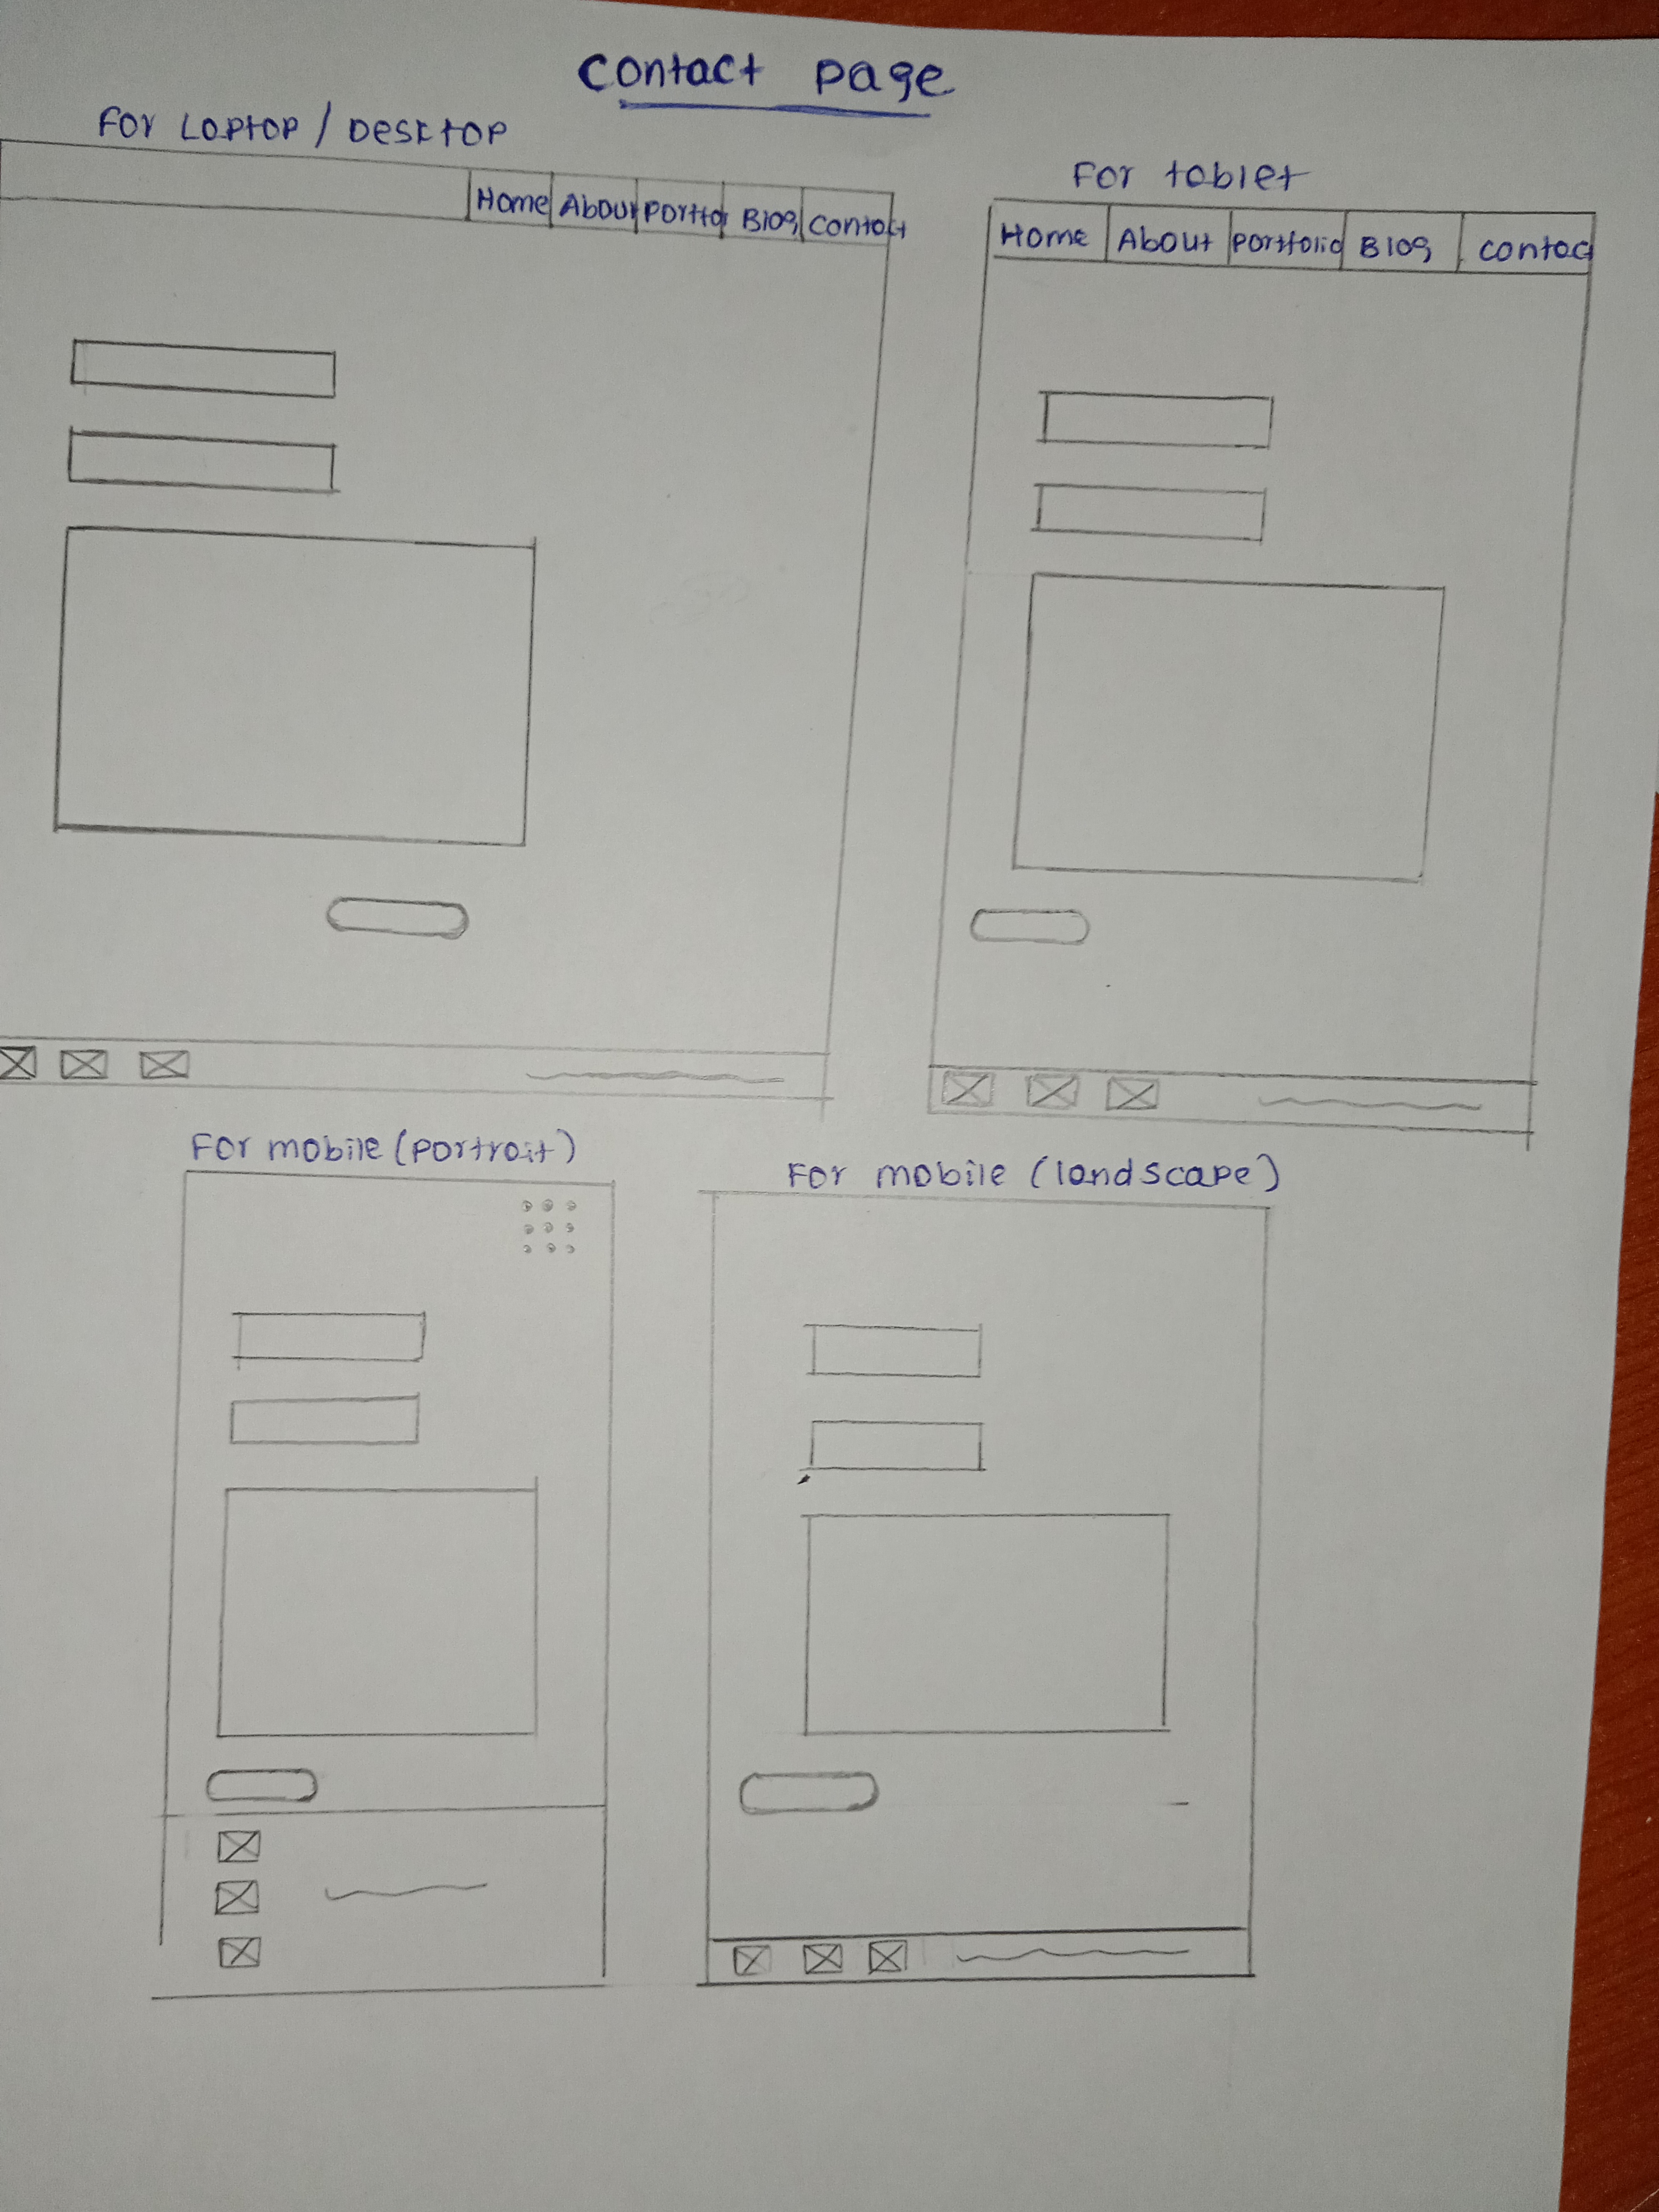 Contact page
For Laptop / Desktop
Home About Portfo Blog Contact
For tablet
Home About Portfolio Blog Contac
For mobile (portrait)
For mobile (landscape)